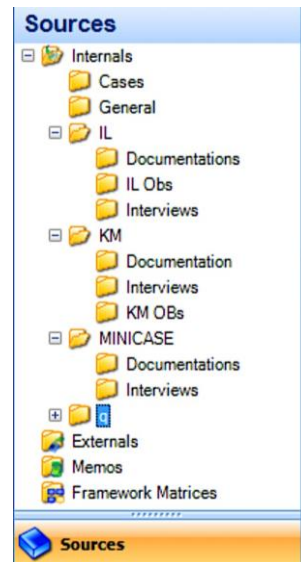 Sources
Internals
Cases
General
IL
Documentations
IL Obs
Interviews
KM
Documentation
Interviews
KM OBs
MINICASE
Documentations
Interviews
q
Externals
Memos
Framework Matrices
Sources